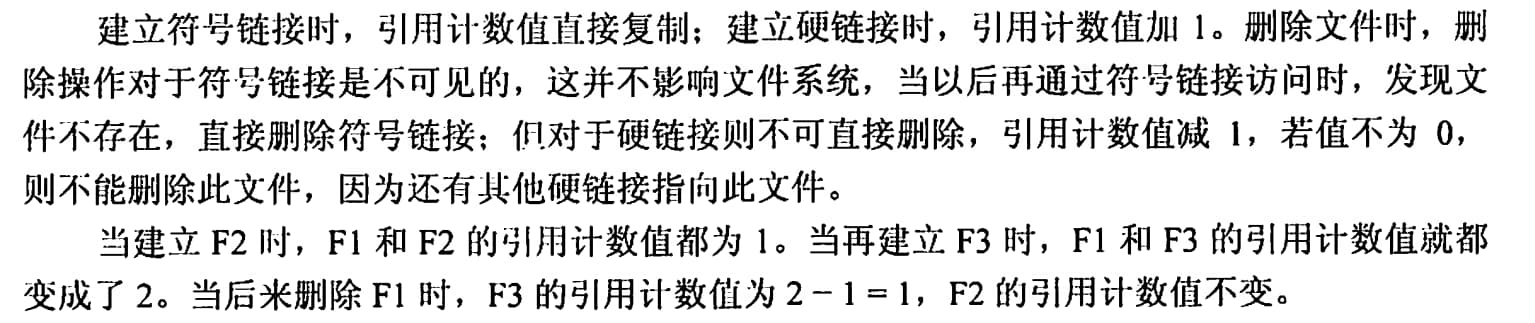 建立符号链接时，引用计数值直接复制；建立硬链接时，引用计数值加 1。删除文件时，删
除操作对于符号链接是不可见的，这并不影响文件系统，当以后再通过符号链接访问时，发现文
件不存在，直接删除符号链接；但对于硬链接则不可直接删除，引用计数值减 1，若值不为 0，
则不能删除此文件，因为还有其他硬链接指向此文件。
当建立 F2 时，F1 和 F2 的引用计数值都为 1。当再建立 F3 时，F1 和 F3 的引用计数值就都
变成了 2。当后来删除 F1 时，F3 的引用计数值为 2 − 1 = 1，F2 的引用计数值不变。